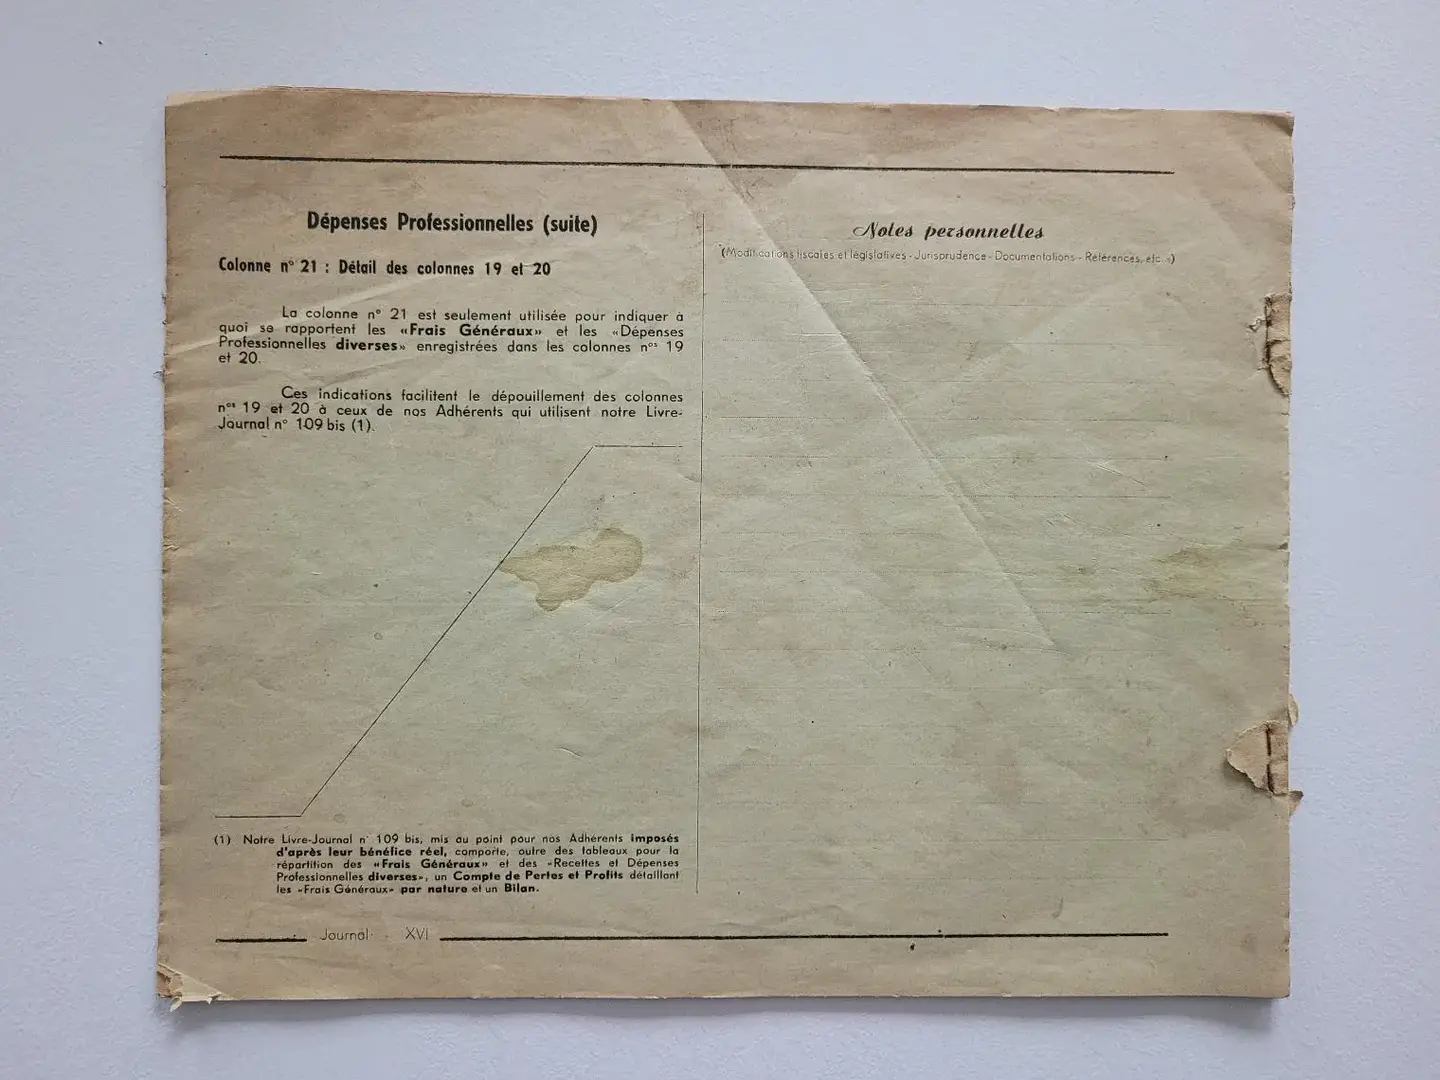 Dépenses Professionnelles (suite)
Colonne n° 21 : Détail des colonnes 19 et 20
La colonne n° 21 est seulement utilisée pour indiquer à
quoi se rapportent les «Frais Généraux» et les «Dépenses
Professionnelles diverses» enregistrées dans les colonnes nos 19
et 20.
Ces indications facilitent le dépouillement des colonnes
nos 19 et 20 à ceux de nos Adhérents qui utilisent notre Livre-
Journal n° 109 bis (1).
(1) Notre Livre-Journal n° 109 bis, mis au point pour nos Adhérents imposés
d'après leur bénéfice réel, comporte, outre des tableaux pour la
répartition des «Frais Généraux» et des «Recettes et Dépenses
Professionnelles diverses», un Compte de Pertes et Profits détaillant
les «Frais Généraux» par nature et un Bilan.
Journal - XVI
Notes personnelles
(Modifications fiscales et législatives - Jurisprudence - Documentations - Références, etc...)